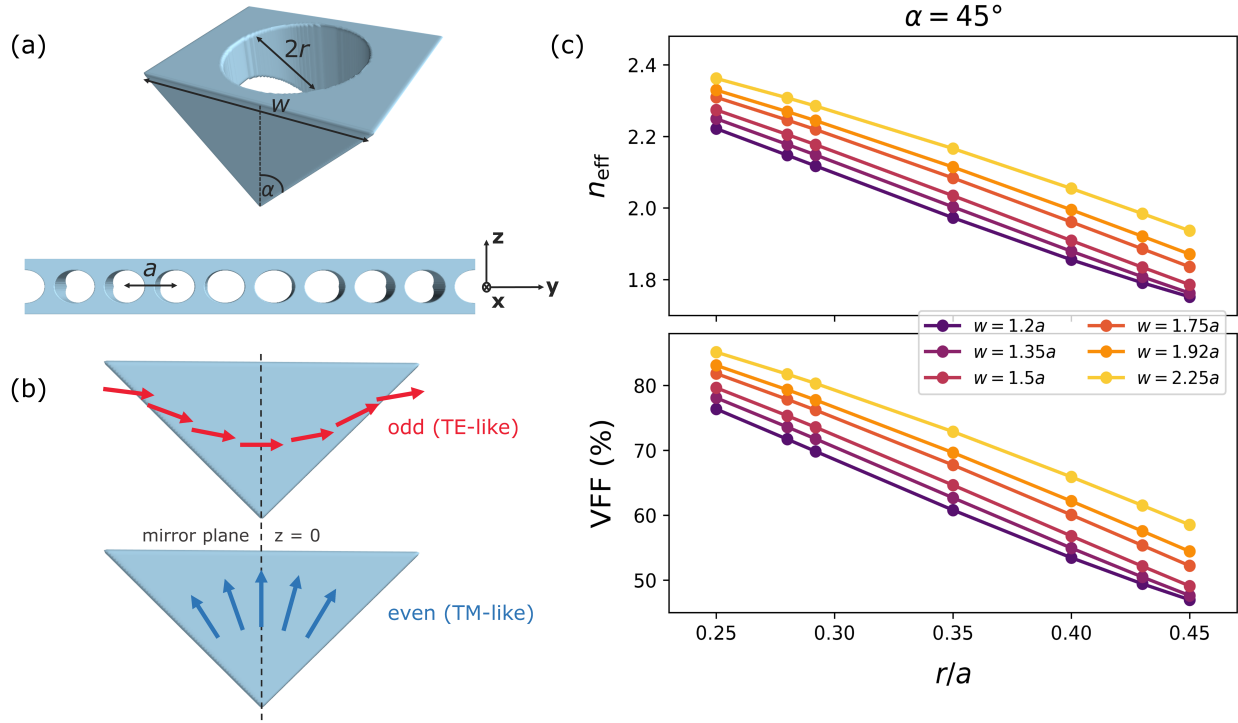 (a)
2r
w
α
a
z
y
x
(b)
odd (TE-like)
mirror plane z = 0
even (TM-like)
(c)
α = 45°
n_eff
2.4
2.2
2.0
1.8
w = 1.2a
w = 1.35a
w = 1.5a
w = 1.75a
w = 1.92a
w = 2.25a
VFF (%)
80
70
60
50
0.25 0.30 0.35 0.40 0.45
r/a